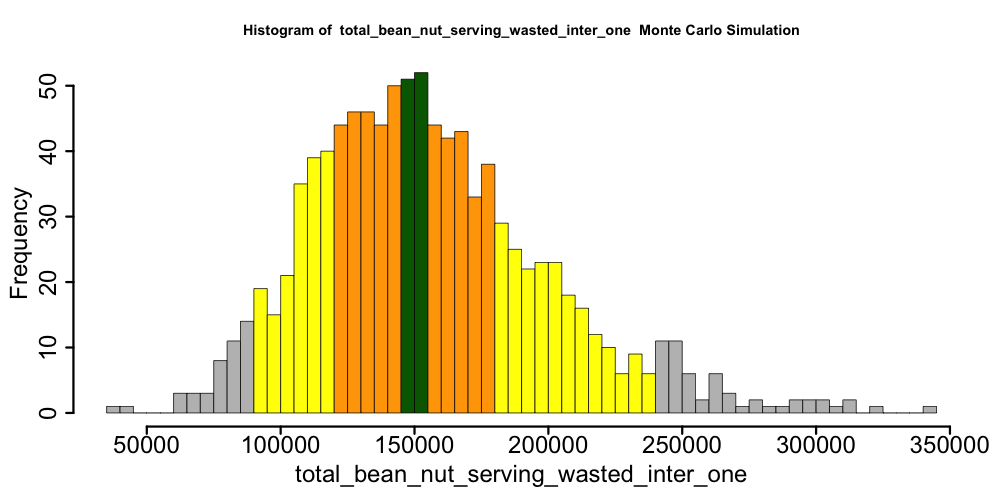 Histogram of  total_bean_nut_serving_wasted_inter_one  Monte Carlo Simulation
Frequency
50
40
30
20
10
0
50000 100000 150000 200000 250000 300000 350000
total_bean_nut_serving_wasted_inter_one